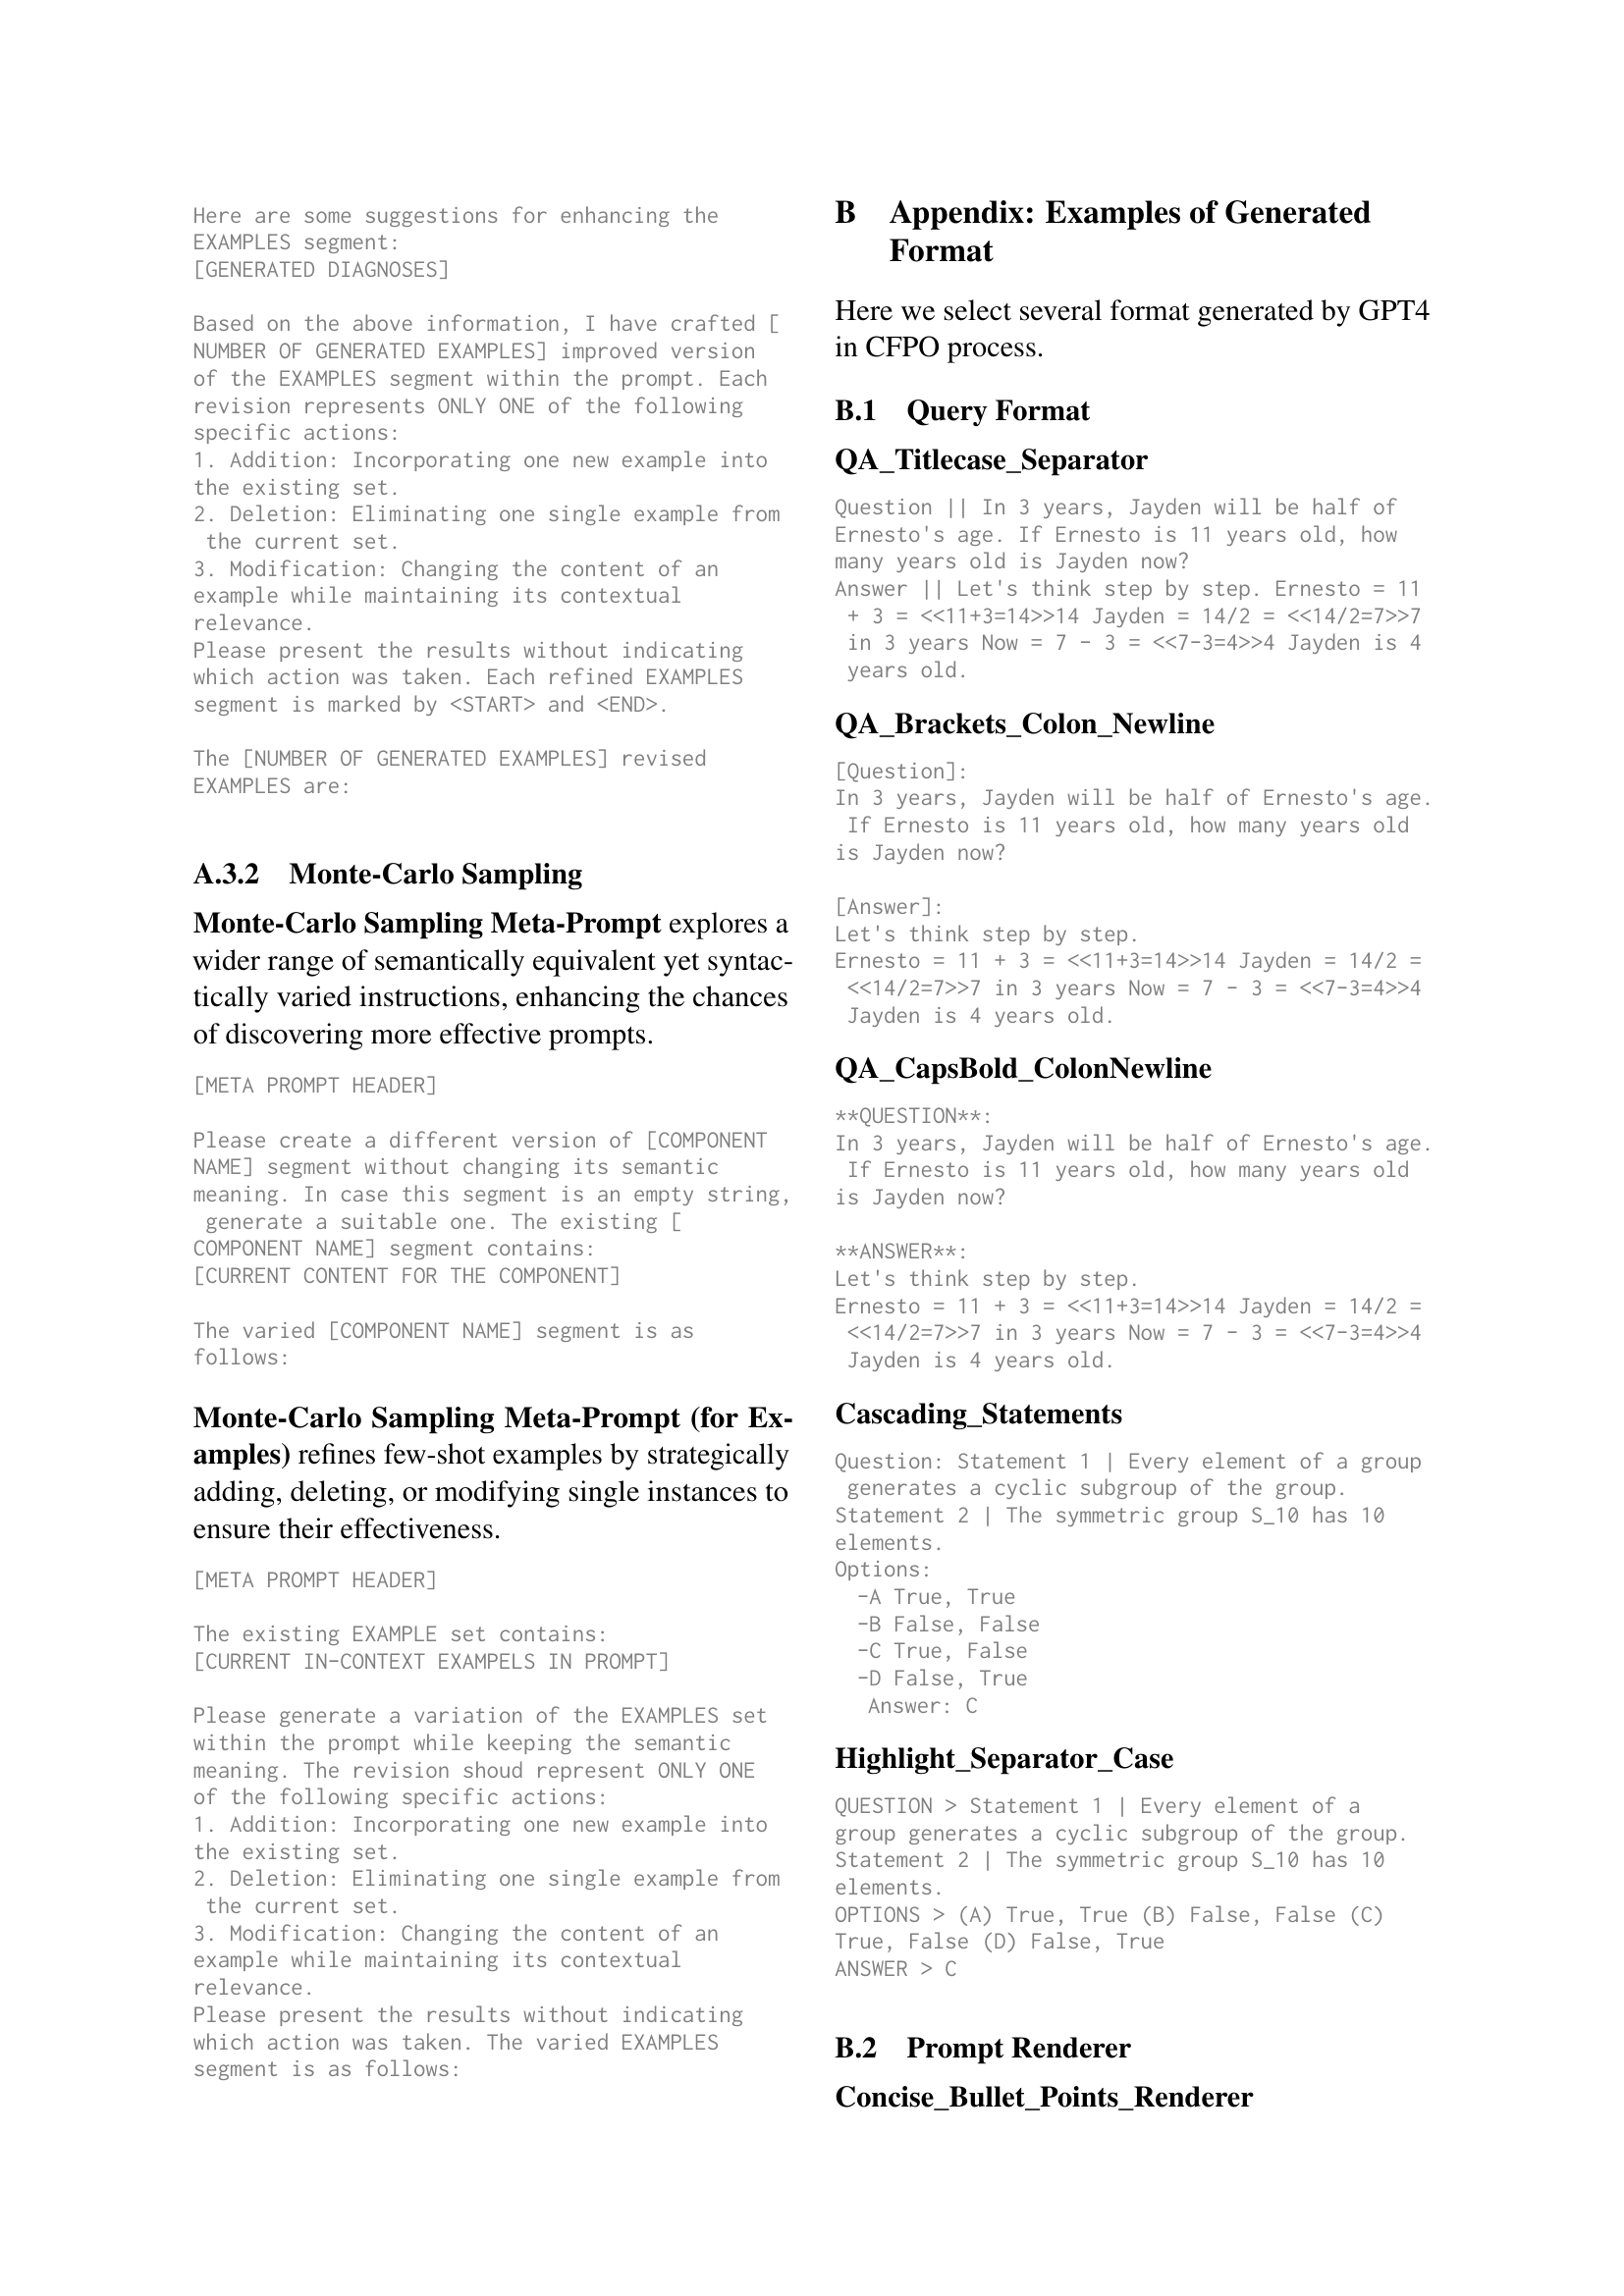 Here are some suggestions for enhancing the
EXAMPLES segment:
[GENERATED DIAGNOSES]
Based on the above information, I have crafted [
NUMBER OF GENERATED EXAMPLES] improved version
of the EXAMPLES segment within the prompt. Each
revision represents ONLY ONE of the following
specific actions:
1. Addition: Incorporating one new example into
the existing set.
2. Deletion: Eliminating one single example from
the current set.
3. Modification: Changing the content of an
example while maintaining its contextual
relevance.
Please present the results without indicating
which action was taken. Each refined EXAMPLES
segment is marked by <START> and <END>.
The [NUMBER OF GENERATED EXAMPLES] revised
EXAMPLES are:
A.3.2 Monte-Carlo Sampling
Monte-Carlo Sampling Meta-Prompt explores a
wider range of semantically equivalent yet syntac-
tically varied instructions, enhancing the chances
of discovering more effective prompts.
[META PROMPT HEADER]
Please create a different version of [COMPONENT
NAME] segment without changing its semantic
meaning. In case this segment is an empty string,
generate a suitable one. The existing [
COMPONENT NAME] segment contains:
[CURRENT CONTENT FOR THE COMPONENT]
The varied [COMPONENT NAME] segment is as
follows:
Monte-Carlo Sampling Meta-Prompt (for Ex-
amples) refines few-shot examples by strategically
adding, deleting, or modifying single instances to
ensure their effectiveness.
[META PROMPT HEADER]
The existing EXAMPLE set contains:
[CURRENT IN-CONTEXT EXAMPELS IN PROMPT]
Please generate a variation of the EXAMPLES set
within the prompt while keeping the semantic
meaning. The revision shoud represent ONLY ONE
of the following specific actions:
1. Addition: Incorporating one new example into
the existing set.
2. Deletion: Eliminating one single example from
the current set.
3. Modification: Changing the content of an
example while maintaining its contextual
relevance.
Please present the results without indicating
which action was taken. The varied EXAMPLES
segment is as follows:
B Appendix: Examples of Generated
Format
Here we select several format generated by GPT4
in CFPO process.
B.1 Query Format
QA_Titlecase_Separator
Question || In 3 years, Jayden will be half of
Ernesto's age. If Ernesto is 11 years old, how
many years old is Jayden now?
Answer || Let's think step by step. Ernesto = 11
+ 3 = <<11+3=14>>14 Jayden = 14/2 = <<14/2=7>>7
in 3 years Now = 7 - 3 = <<7-3=4>>4 Jayden is 4
years old.
QA_Brackets_Colon_Newline
[Question]:
In 3 years, Jayden will be half of Ernesto's age.
If Ernesto is 11 years old, how many years old
is Jayden now?
[Answer]:
Let's think step by step.
Ernesto = 11 + 3 = <<11+3=14>>14 Jayden = 14/2 =
<<14/2=7>>7 in 3 years Now = 7 - 3 = <<7-3=4>>4
Jayden is 4 years old.
QA_CapsBold_ColonNewline
**QUESTION**:
In 3 years, Jayden will be half of Ernesto's age.
If Ernesto is 11 years old, how many years old
is Jayden now?
**ANSWER**:
Let's think step by step.
Ernesto = 11 + 3 = <<11+3=14>>14 Jayden = 14/2 =
<<14/2=7>>7 in 3 years Now = 7 - 3 = <<7-3=4>>4
Jayden is 4 years old.
Cascading_Statements
Question: Statement 1 | Every element of a group
generates a cyclic subgroup of the group.
Statement 2 | The symmetric group S_10 has 10
elements.
Options:
-A True, True
-B False, False
-C True, False
-D False, True
Answer: C
Highlight_Separator_Case
QUESTION > Statement 1 | Every element of a
group generates a cyclic subgroup of the group.
Statement 2 | The symmetric group S_10 has 10
elements.
OPTIONS > (A) True, True (B) False, False (C)
True, False (D) False, True
ANSWER > C
B.2 Prompt Renderer
Concise_Bullet_Points_Renderer